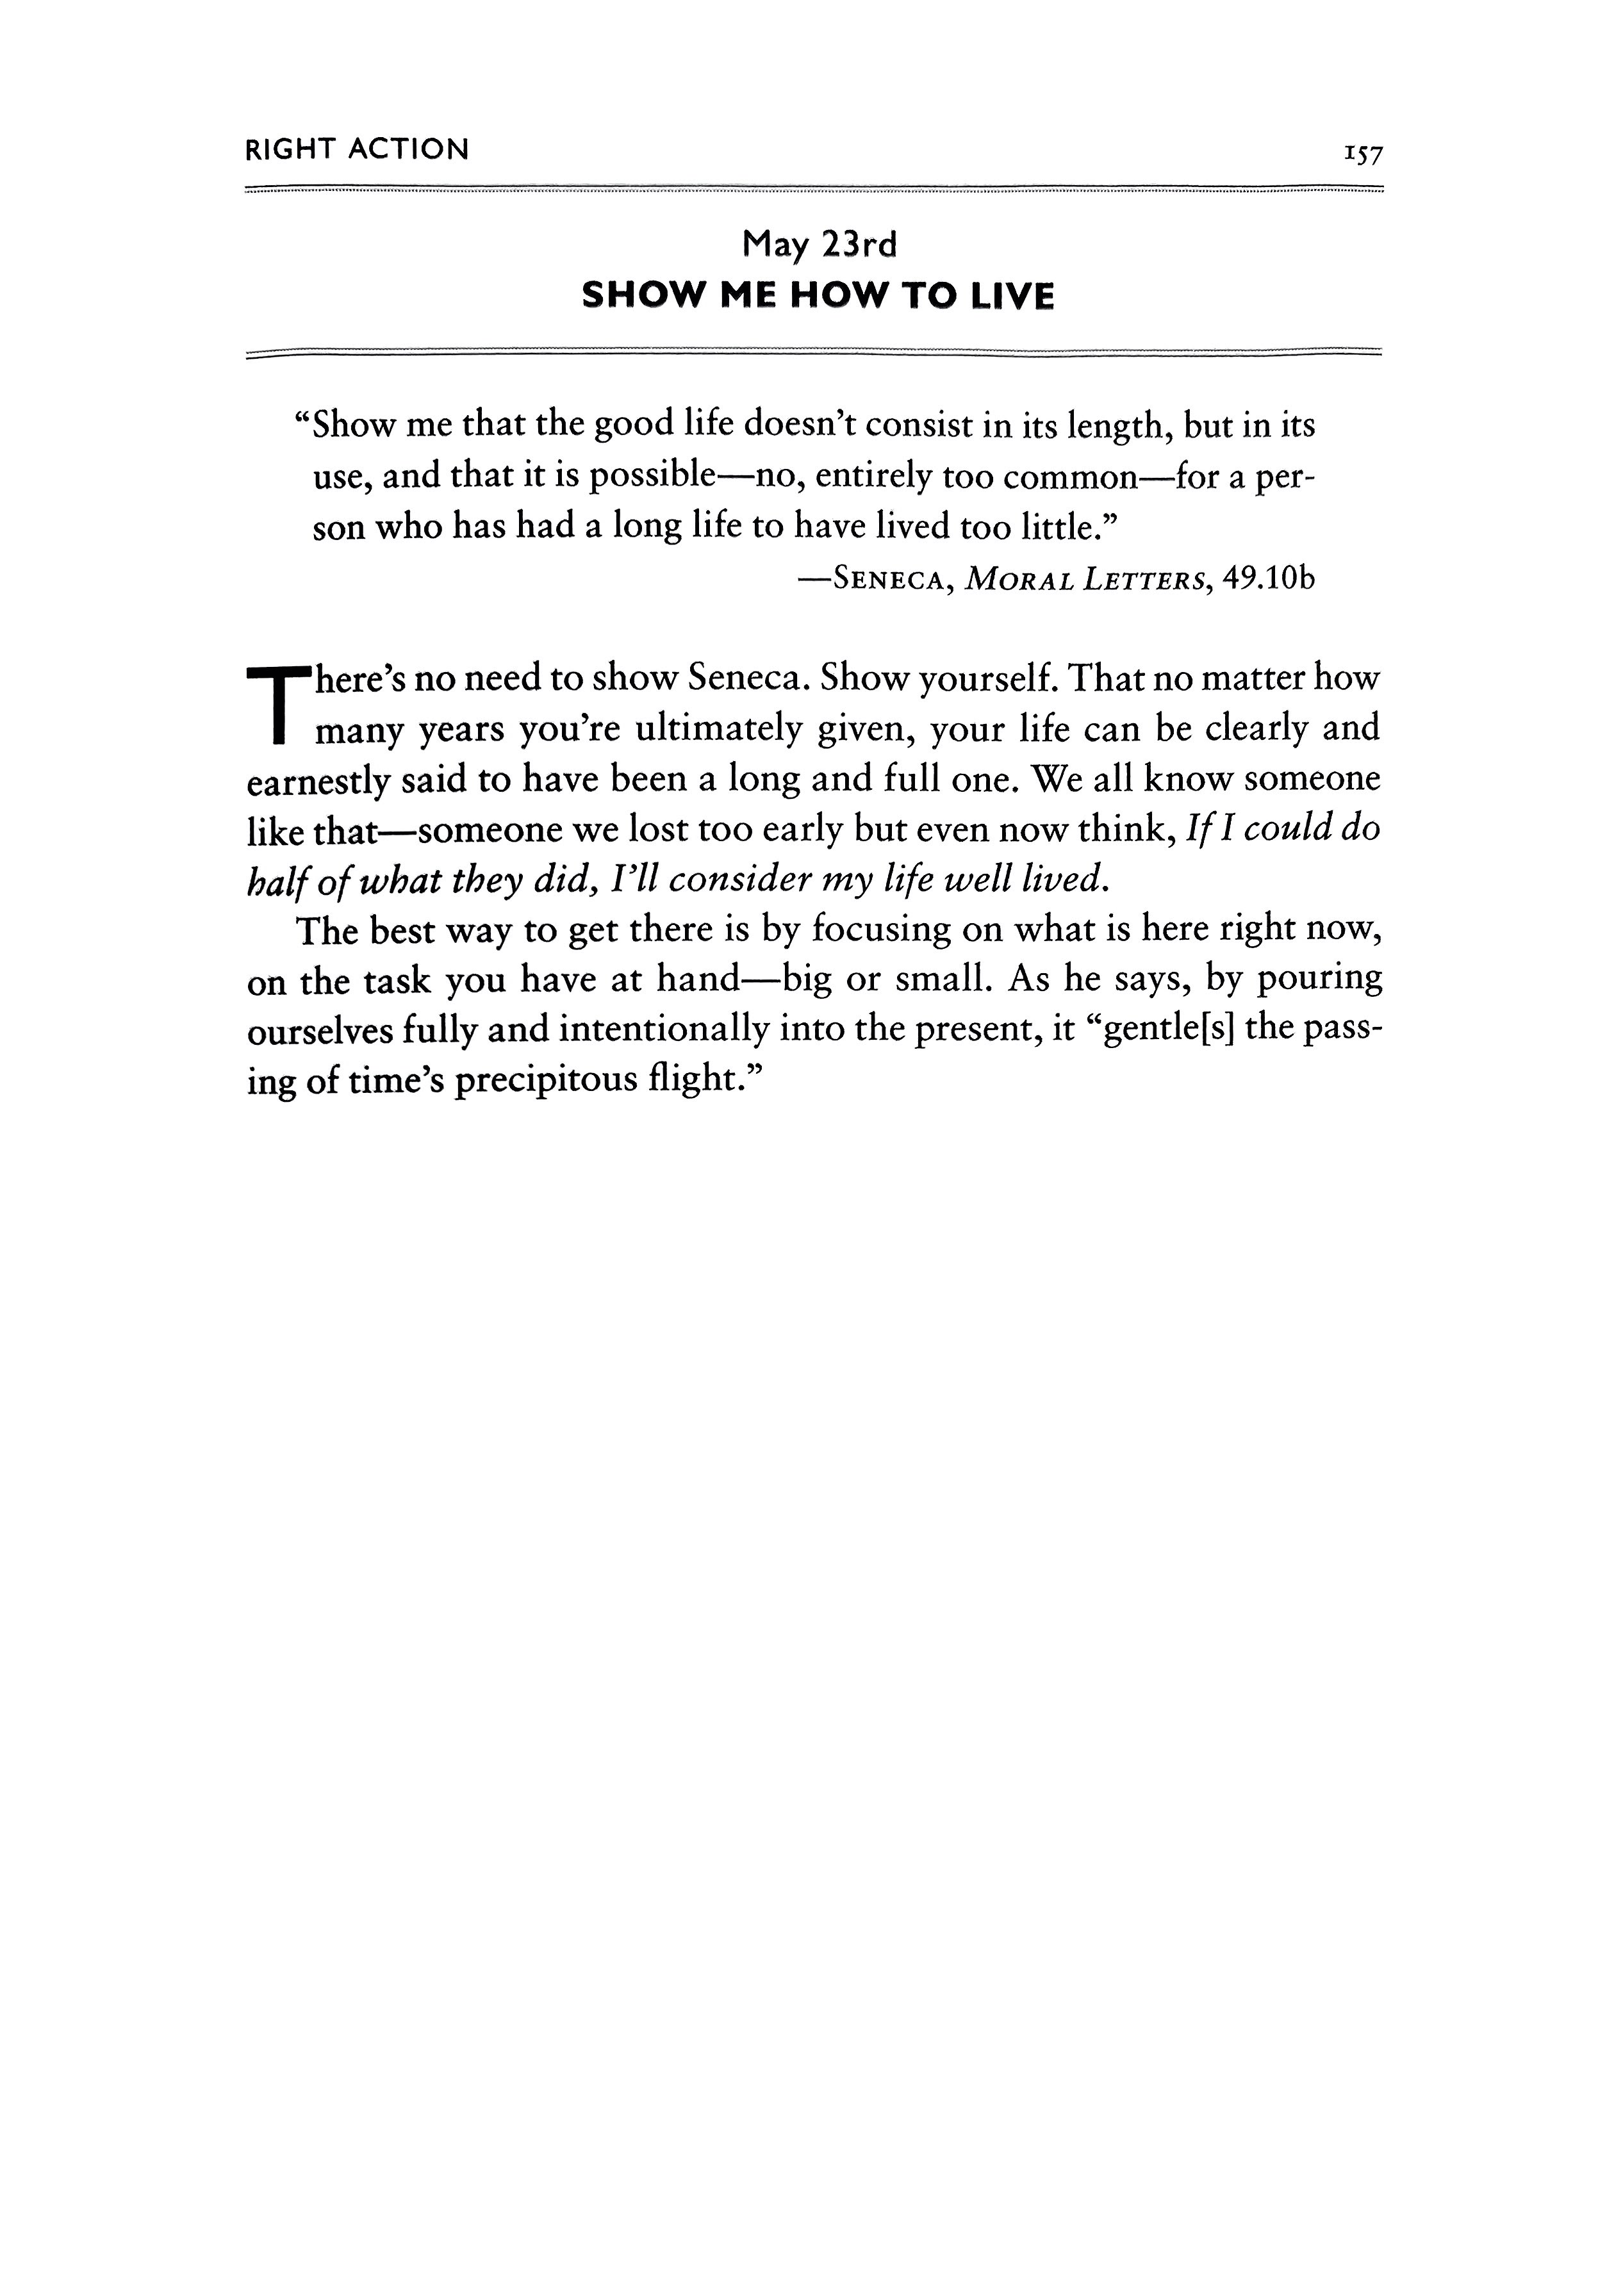 RIGHT ACTION 157
May 23rd
SHOW ME HOW TO LIVE
“Show me that the good life doesn’t consist in its length, but in its
use, and that it is possible—no, entirely too common—for a per-
son who has had a long life to have lived too little.”
—SENECA, MORAL LETTERS, 49.10b
There’s no need to show Seneca. Show yourself. That no matter how
many years you’re ultimately given, your life can be clearly and
earnestly said to have been a long and full one. We all know someone
like that—someone we lost too early but even now think, If I could do
half of what they did, I’ll consider my life well lived.
The best way to get there is by focusing on what is here right now,
on the task you have at hand—big or small. As he says, by pouring
ourselves fully and intentionally into the present, it “gentle[s] the pass-
ing of time’s precipitous flight.”